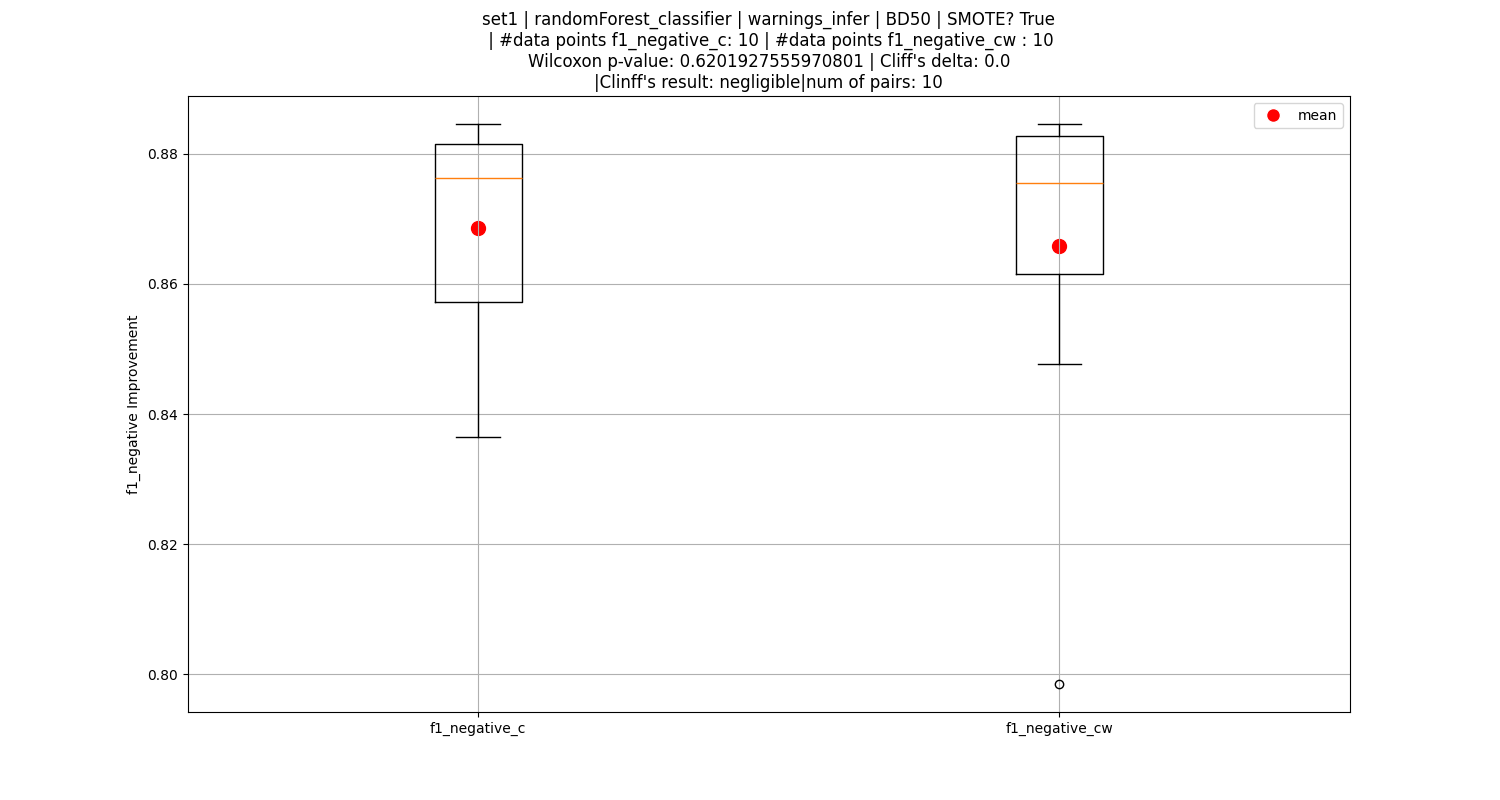 set1 | randomForest_classifier | warnings_infer | BD50 | SMOTE? True
| #data points f1_negative_c: 10 | #data points f1_negative_cw : 10
Wilcoxon p-value: 0.6201927555970801 | Cliff's delta: 0.0
|Clinff's result: negligible|num of pairs: 10
mean
0.88
0.86
0.84
0.82
0.80
f1_negative Improvement
f1_negative_c
f1_negative_cw